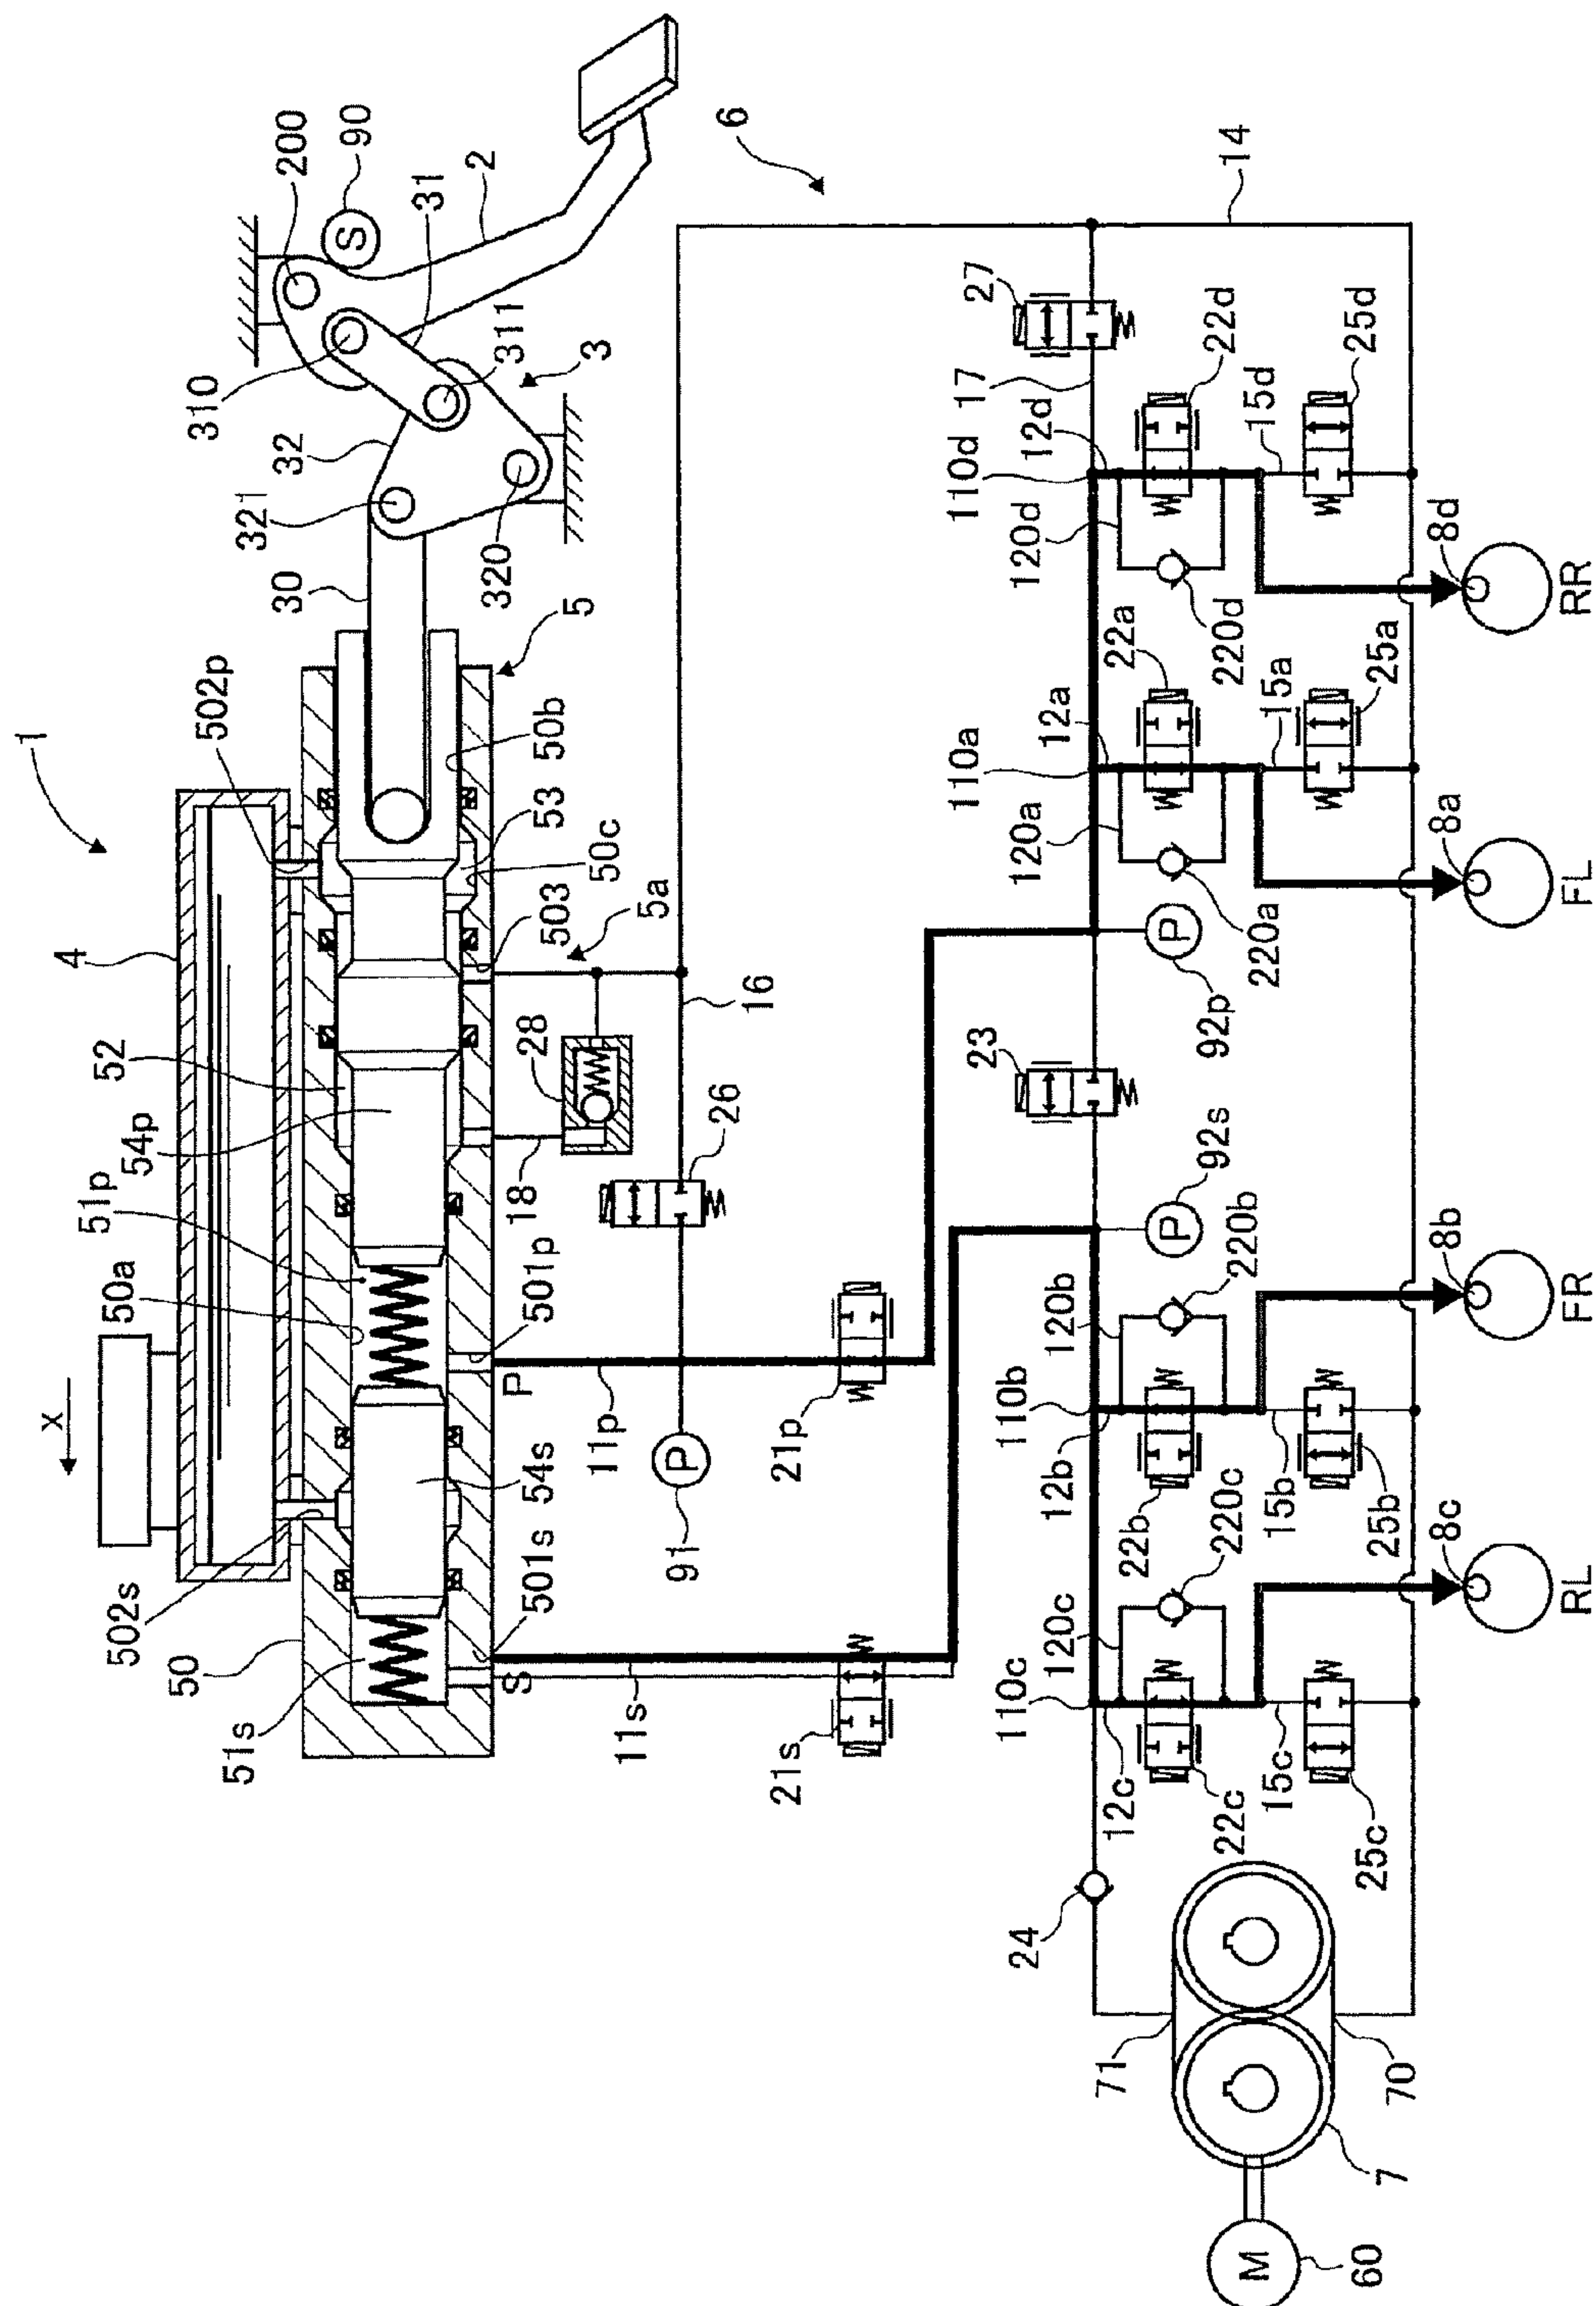 1
4
x
50a
51p
54p
52
502p
50b
53
50c
503
5a
5
30
321
32
310
200
90
S
2
31
311
3
320
6
502s
50
51s
S
501s
54s
11s
P
501p
11p
P
91
18
28
26
16
21s
21p
23
27
17
14
92s
P
92p
P
110c
12c
120c
220c
22c
15c
25c
110b
12b
120b
220b
22b
15b
25b
110a
12a
120a
220a
22a
15a
25a
110d
12d
120d
220d
22d
15d
25d
24
71
70
7
M
60
8c
RL
8b
FR
8a
FL
8d
RR